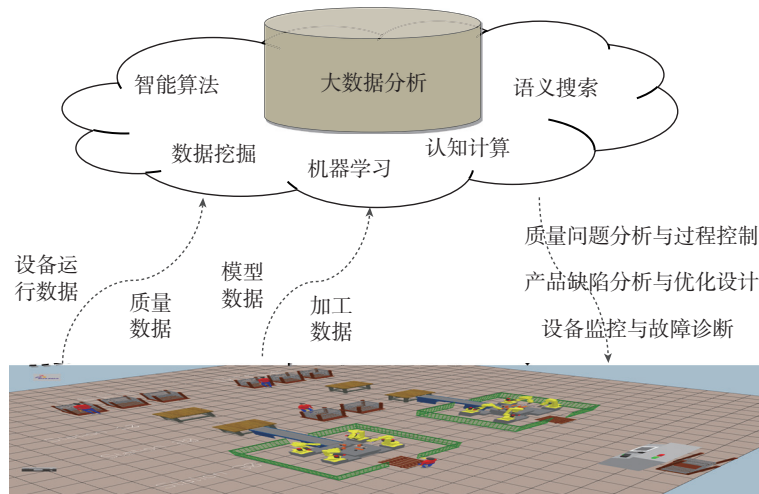 大数据分析
智能算法
语义搜索
数据挖掘
机器学习
认知计算
设备运
行数据
质量
数据
模型
数据
加工
数据
质量问题分析与过程控制
产品缺陷分析与优化设计
设备监控与故障诊断